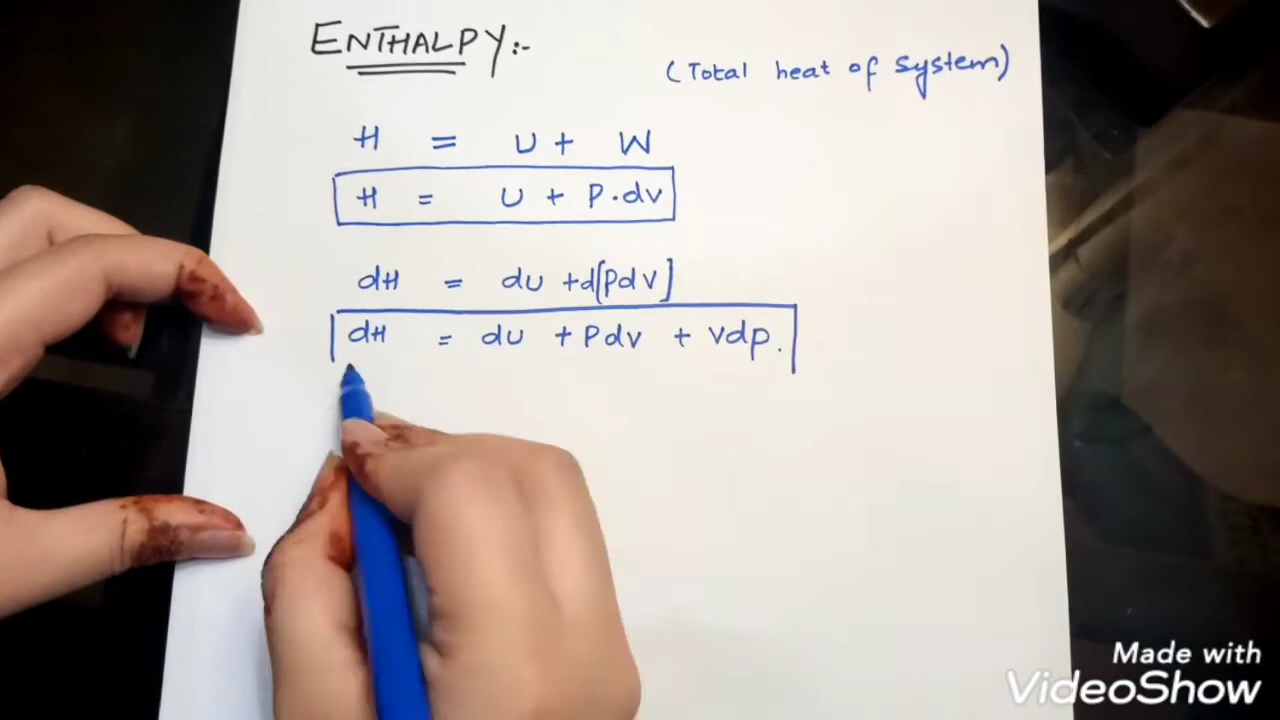 ENTHALPY:-
(Total heat of system)
H = U + W
H = U + P.dv
dH = du + d[Pdv]
dH = du + Pdv + vdp.
Made with
VideoShow